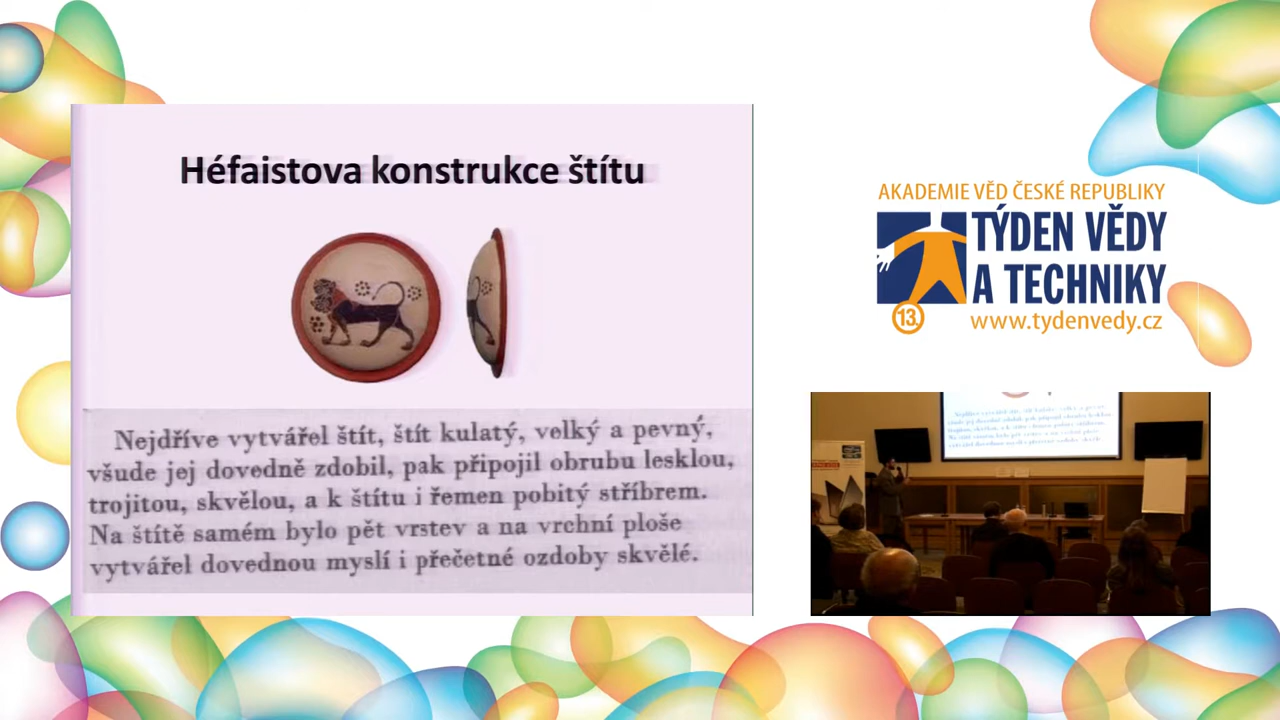 Héfaistova konstrukce štítu
Nejdříve vytvářel štít, štít kulatý, velký a pevný,
všude jej dovedně zdobil, pak připojil obrubu lesklou,
trojitou, skvělou, a k štítu i řemen pobitý stříbrem.
Na štítě samém bylo pět vrstev a na vrchní ploše
vytvářel dovednou myslí i přečetné ozdoby skvělé.
AKADEMIE VĚD ČESKÉ REPUBLIKY
TÝDEN VĚDY
A TECHNIKY
13.
www.tydenvedy.cz